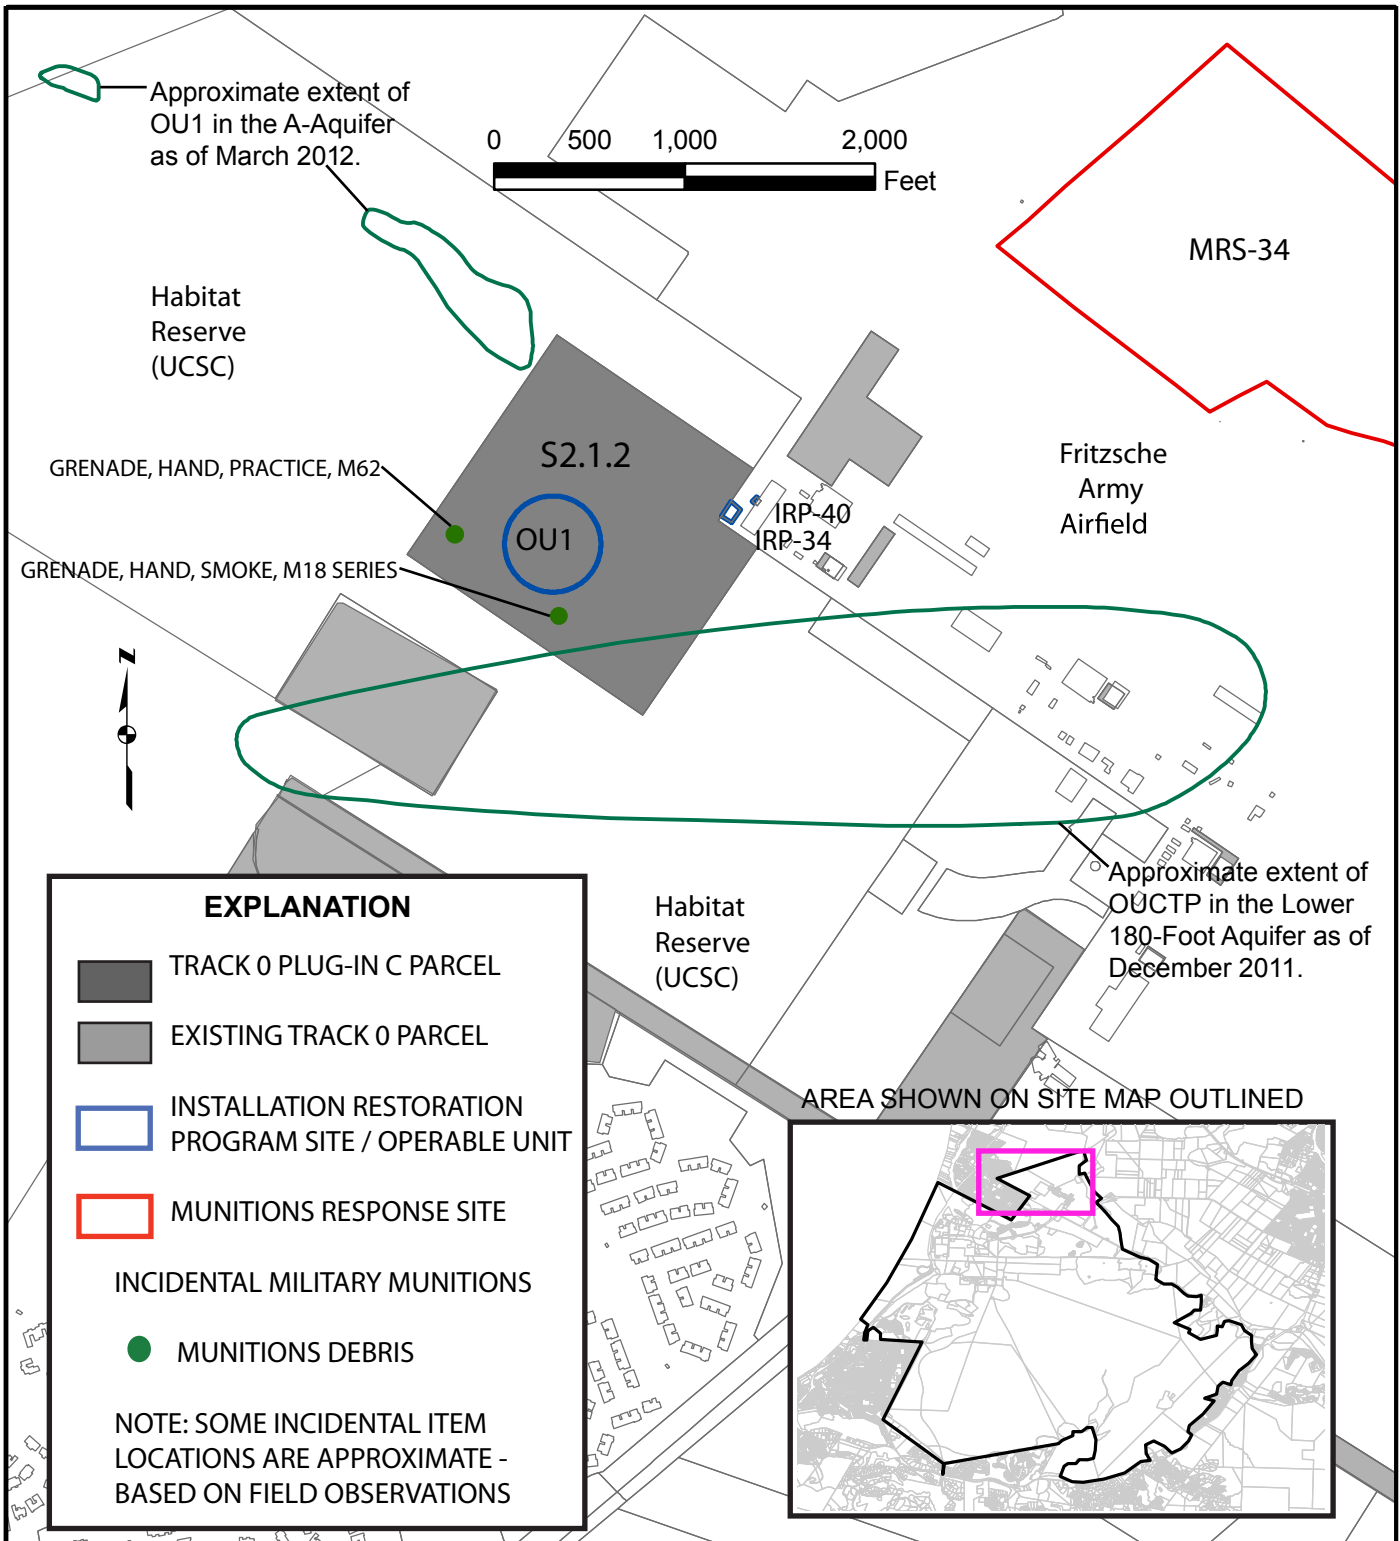 Approximate extent of
OU1 in the A-Aquifer
as of March 2012.
0 500 1,000 2,000
Feet
MRS-34
Habitat
Reserve
(UCSC)
S2.1.2
Fritzsche
Army
Airfield
GRENADE, HAND, PRACTICE, M62
IRP-40
OU1
IRP-34
GRENADE, HAND, SMOKE, M18 SERIES
N
Approximate extent of
OUCTP in the Lower
180-Foot Aquifer as of
December 2011.
Habitat
Reserve
(UCSC)
EXPLANATION
TRACK 0 PLUG-IN C PARCEL
EXISTING TRACK 0 PARCEL
INSTALLATION RESTORATION
PROGRAM SITE / OPERABLE UNIT
MUNITIONS RESPONSE SITE
INCIDENTAL MILITARY MUNITIONS
MUNITIONS DEBRIS
NOTE: SOME INCIDENTAL ITEM
LOCATIONS ARE APPROXIMATE -
BASED ON FIELD OBSERVATIONS
AREA SHOWN ON SITE MAP OUTLINED